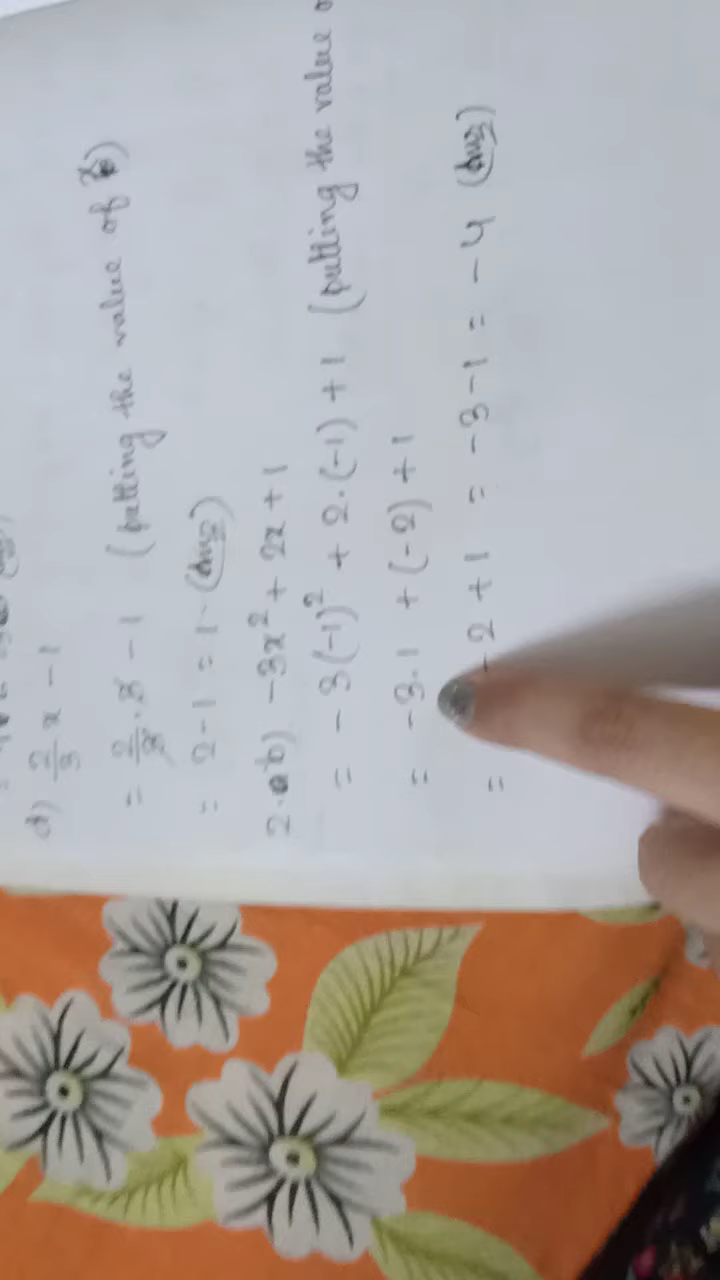 d) 2/3 x - 1
= 2/3 . 3 - 1 (putting the value of x)
= 2-1 = 1 (Ans)
2. b) -3x² + 2x + 1
= -3(-1)² + 2.(-1) + 1 (putting the value
= -3.1 + (-2) + 1
= - 2 + 1 = -3-1 = -4 (Ans)